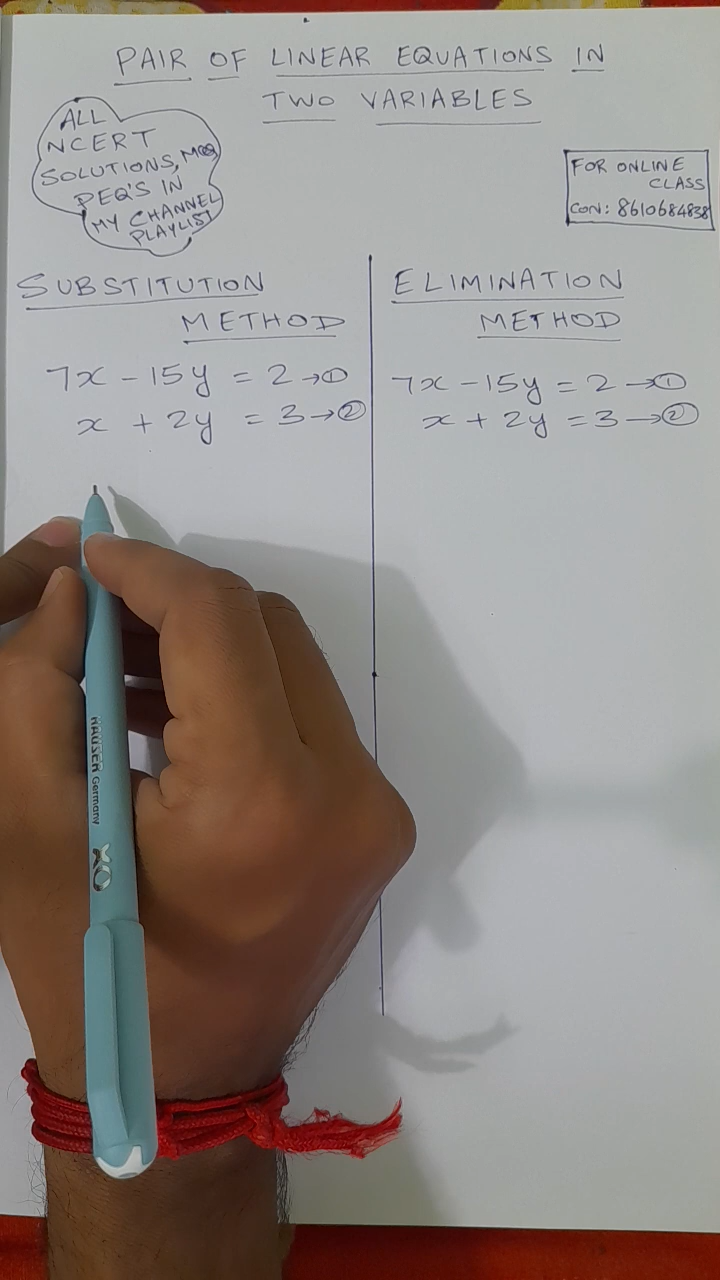 PAIR OF LINEAR EQUATIONS IN
TWO VARIABLES
ALL
NCERT
SOLUTIONS, MCQ
PEQ'S IN
MY CHANNEL
PLAYLIST
FOR ONLINE
CLASS
CON: 8610684838
SUBSTITUTION
METHOD
7x - 15y = 2 → ①
x + 2y = 3 → ②
ELIMINATION
METHOD
7x - 15y = 2 → ①
x + 2y = 3 → ②
HAUSER Germany
XO